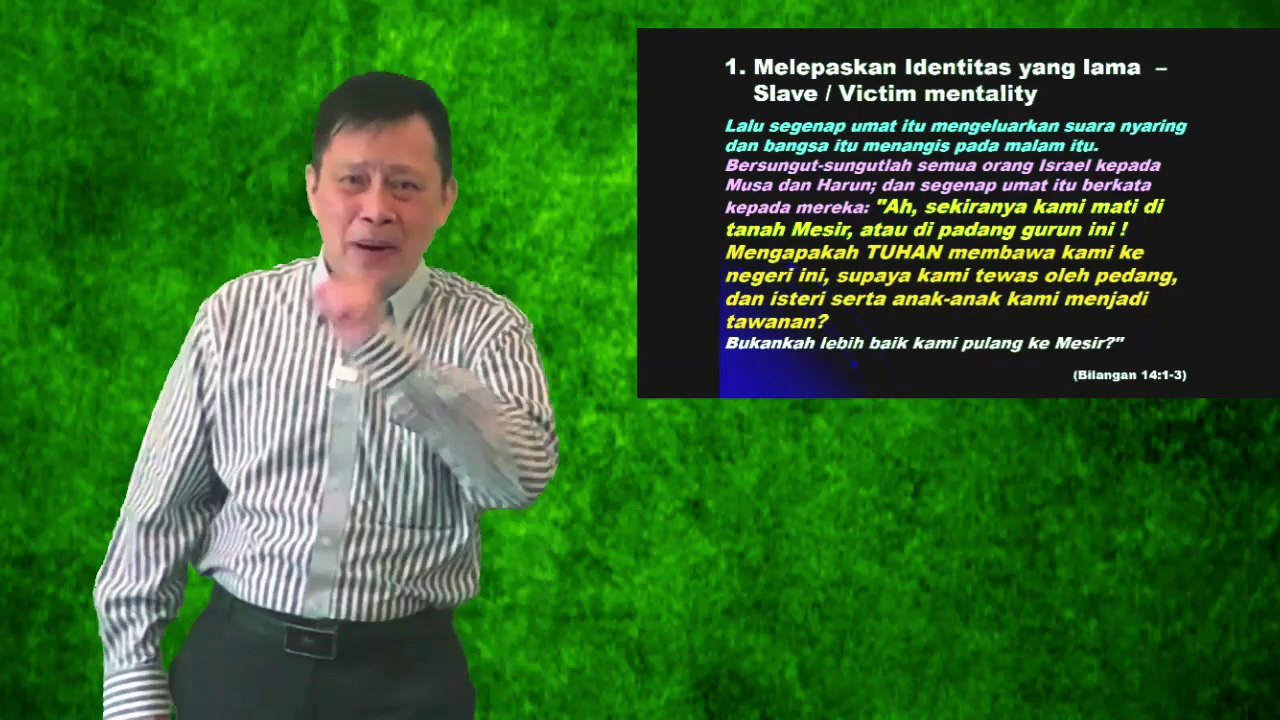 1. Melepaskan Identitas yang lama –
Slave / Victim mentality
Lalu segenap umat itu mengeluarkan suara nyaring
dan bangsa itu menangis pada malam itu.
Bersungut-sungutlah semua orang Israel kepada
Musa dan Harun; dan segenap umat itu berkata
kepada mereka: "Ah, sekiranya kami mati di
tanah Mesir, atau di padang gurun ini !
Mengapakah TUHAN membawa kami ke
negeri ini, supaya kami tewas oleh pedang,
dan isteri serta anak-anak kami menjadi
tawanan?
Bukankah lebih baik kami pulang ke Mesir?"
(Bilangan 14:1-3)